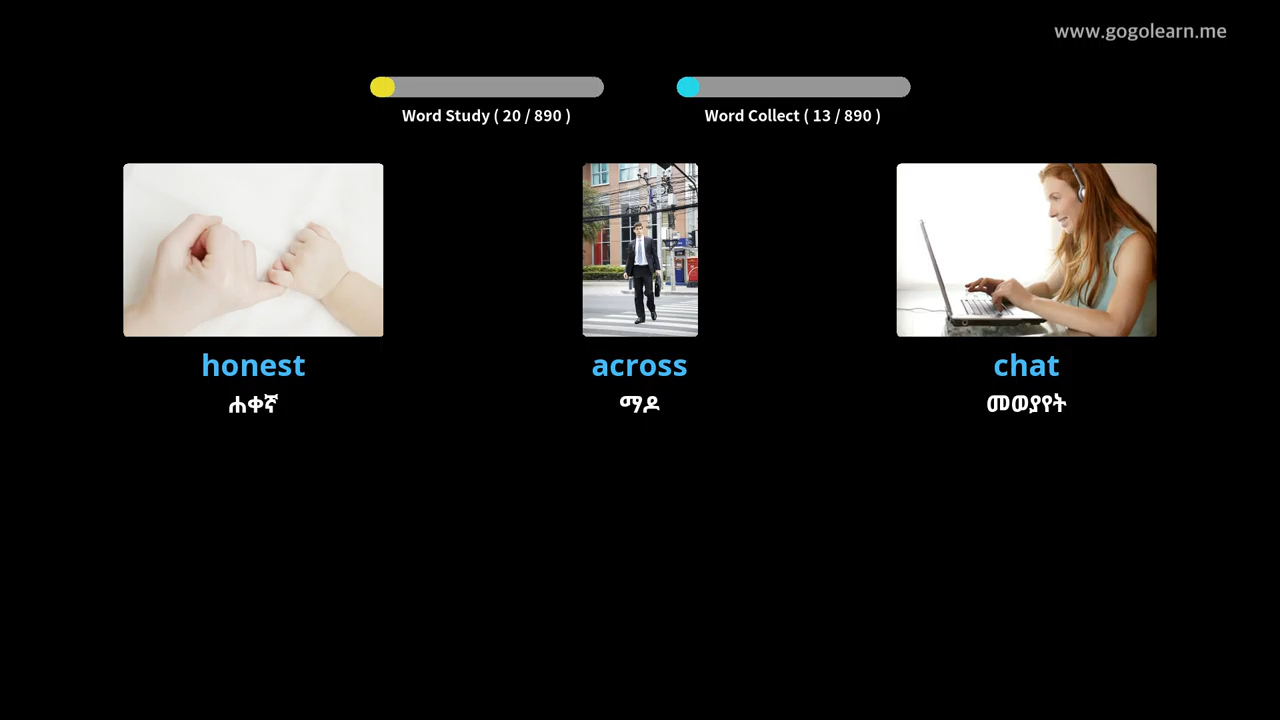 www.gogolearn.me
Word Study ( 20 / 890 )
Word Collect ( 13 / 890 )
honest
across
chat
ሐቀኛ
ማዶ
መወያየት